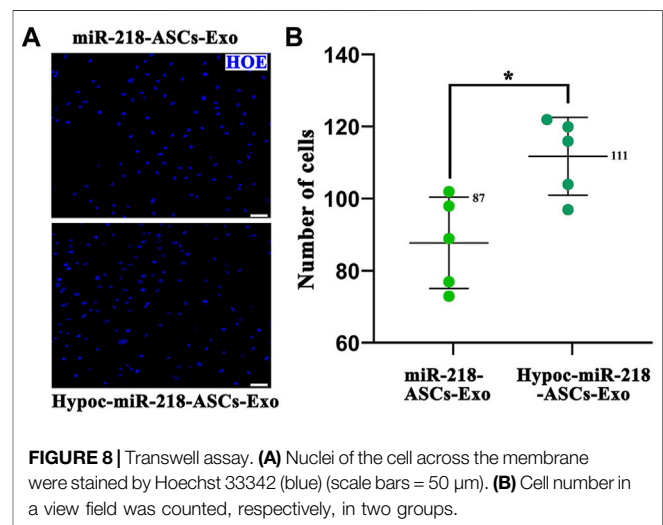 A
miR-218-ASCs-Exo
HOE
Hypoc-miR-218-ASCs-Exo
B
Number of cells
140
120
100
80
60
*
87
111
miR-218-
ASCs-Exo
Hypoc-miR-218
-ASCs-Exo
FIGURE 8 | Transwell assay. (A) Nuclei of the cell across the membrane
were stained by Hoechst 33342 (blue) (scale bars = 50 µm). (B) Cell number in
a view field was counted, respectively, in two groups.